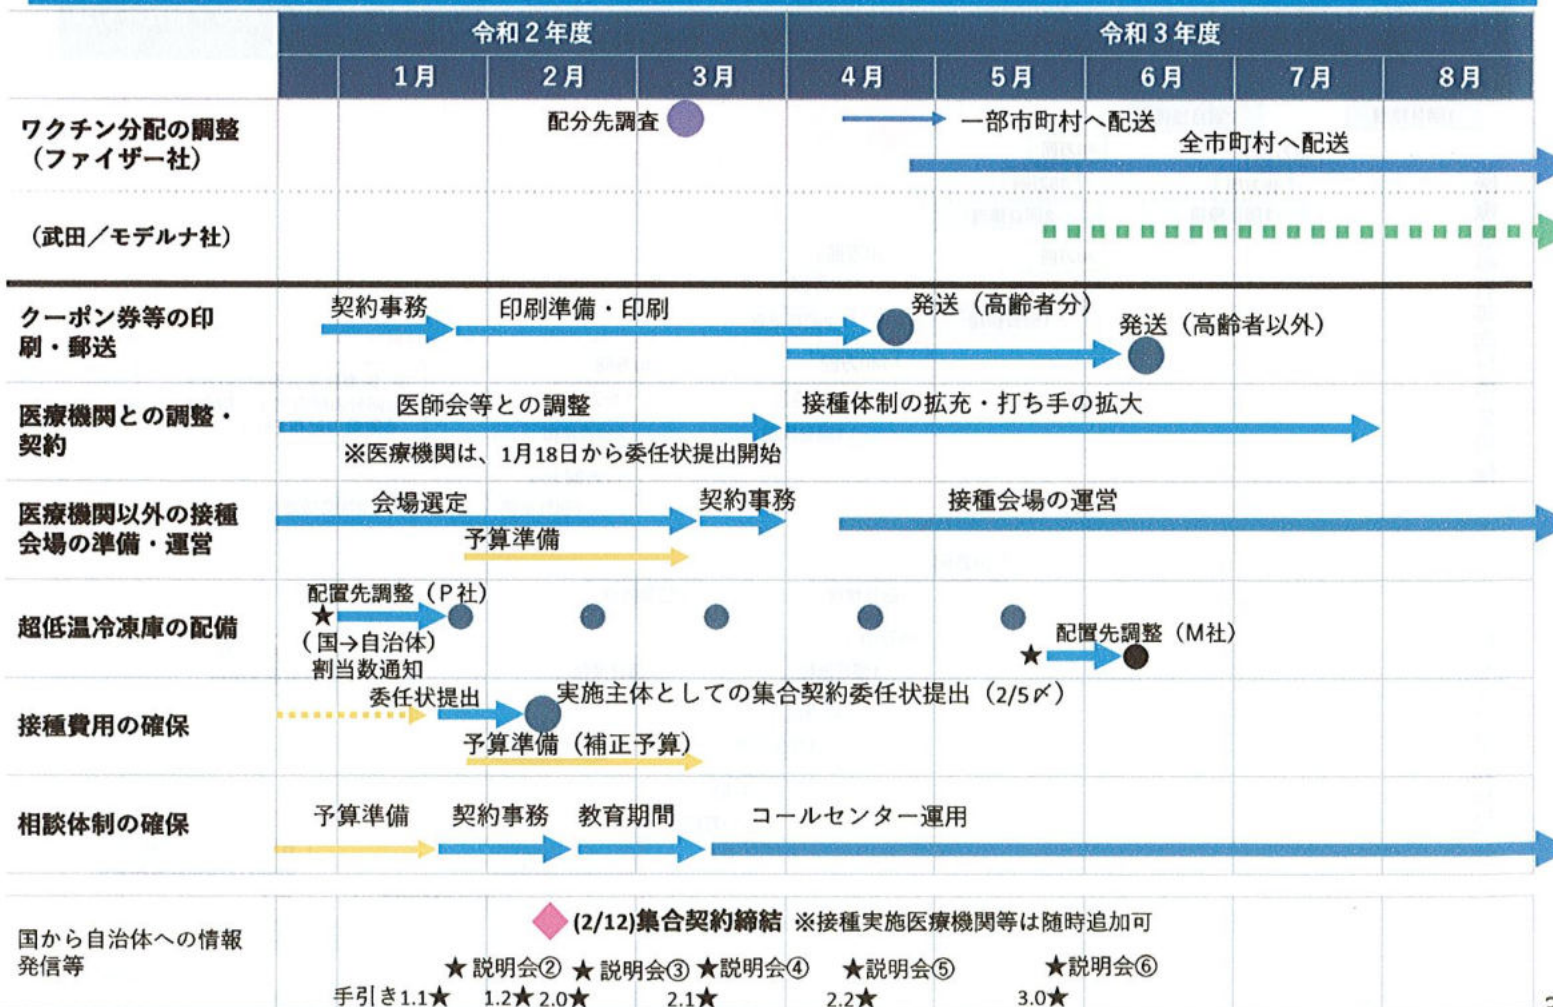 令和２年度
令和３年度
1月
2月
3月
4月
5月
6月
7月
8月
ワクチン分配の調整
（ファイザー社）
配分先調査
一部市町村へ配送
全市町村へ配送
（武田／モデルナ社）
クーポン券等の印
刷・郵送
契約事務
印刷準備・印刷
発送（高齢者分）
発送（高齢者以外）
医療機関との調整・
契約
医師会等との調整
接種体制の拡充・打ち手の拡大
※医療機関は、1月18日から委任状提出開始
医療機関以外の接種
会場の準備・運営
会場選定
契約事務
接種会場の運営
予算準備
超低温冷凍庫の配備
配置先調整（Ｐ社）
★
（国→自治体）
割当数通知
配置先調整（M社）
★
接種費用の確保
委任状提出
実施主体としての集合契約委任状提出（2/5〆）
予算準備（補正予算）
相談体制の確保
予算準備
契約事務
教育期間
コールセンター運用
国から自治体への情報
発信等
(2/12)集合契約締結 ※接種実施医療機関等は随時追加可
★説明会② ★説明会③ ★説明会④ ★説明会⑤ ★説明会⑥
手引き1.1★ 1.2★ 2.0★ 2.1★ 2.2★ 3.0★